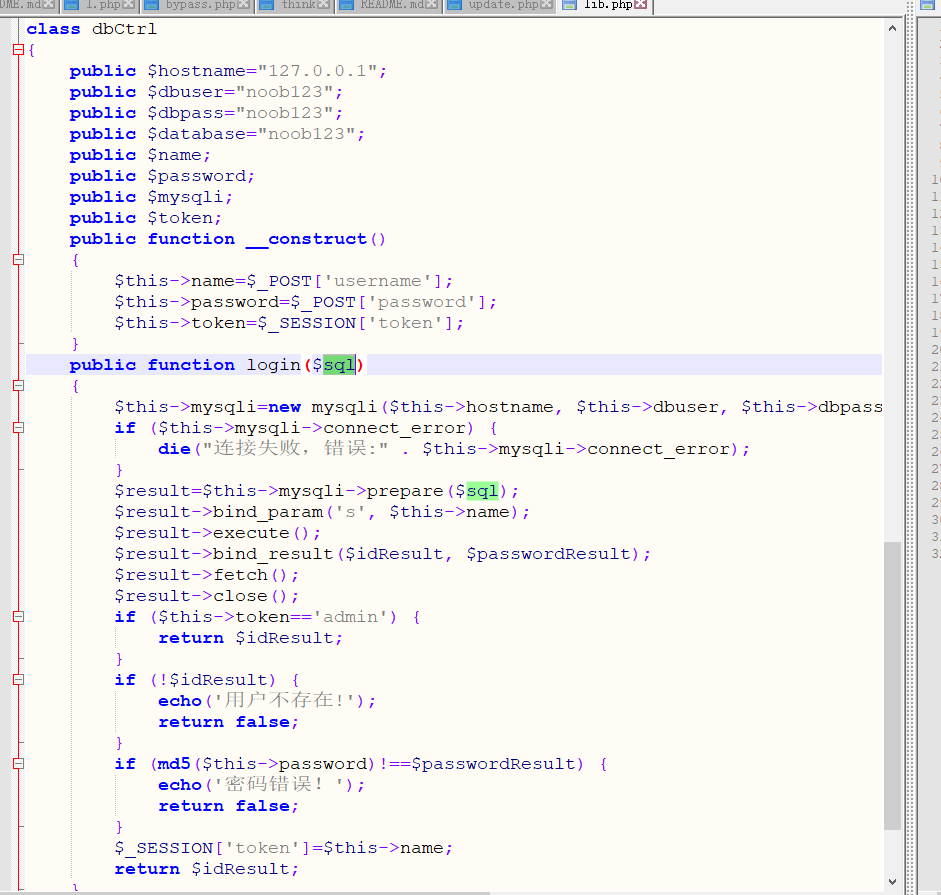 DME.md 1.php bypass.php think README.md update.php lib.php
class dbCtrl
{
public $hostname="127.0.0.1";
public $dbuser="noob123";
public $dbpass="noob123";
public $database="noob123";
public $name;
public $password;
public $mysqli;
public $token;
public function __construct()
{
$this->name=$_POST['username'];
$this->password=$_POST['password'];
$this->token=$_SESSION['token'];
}
public function login($sql)
{
$this->mysqli=new mysqli($this->hostname, $this->dbuser, $this->dbpass
if ($this->mysqli->connect_error) {
die("连接失败，错误:" . $this->mysqli->connect_error);
}
$result=$this->mysqli->prepare($sql);
$result->bind_param('s', $this->name);
$result->execute();
$result->bind_result($idResult, $passwordResult);
$result->fetch();
$result->close();
if ($this->token=='admin') {
return $idResult;
}
if (!$idResult) {
echo('用户不存在!');
return false;
}
if (md5($this->password)!==$passwordResult) {
echo('密码错误！');
return false;
}
$_SESSION['token']=$this->name;
return $idResult;
}